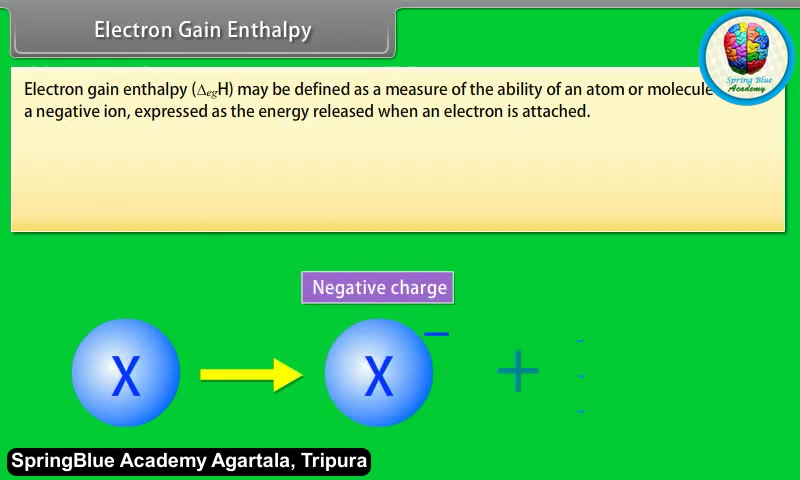 Electron Gain Enthalpy
Spring Blue
Academy
Electron gain enthalpy (ΔegH) may be defined as a measure of the ability of an atom or molecule
a negative ion, expressed as the energy released when an electron is attached.
Negative charge
X
X
−
+
SpringBlue Academy Agartala, Tripura